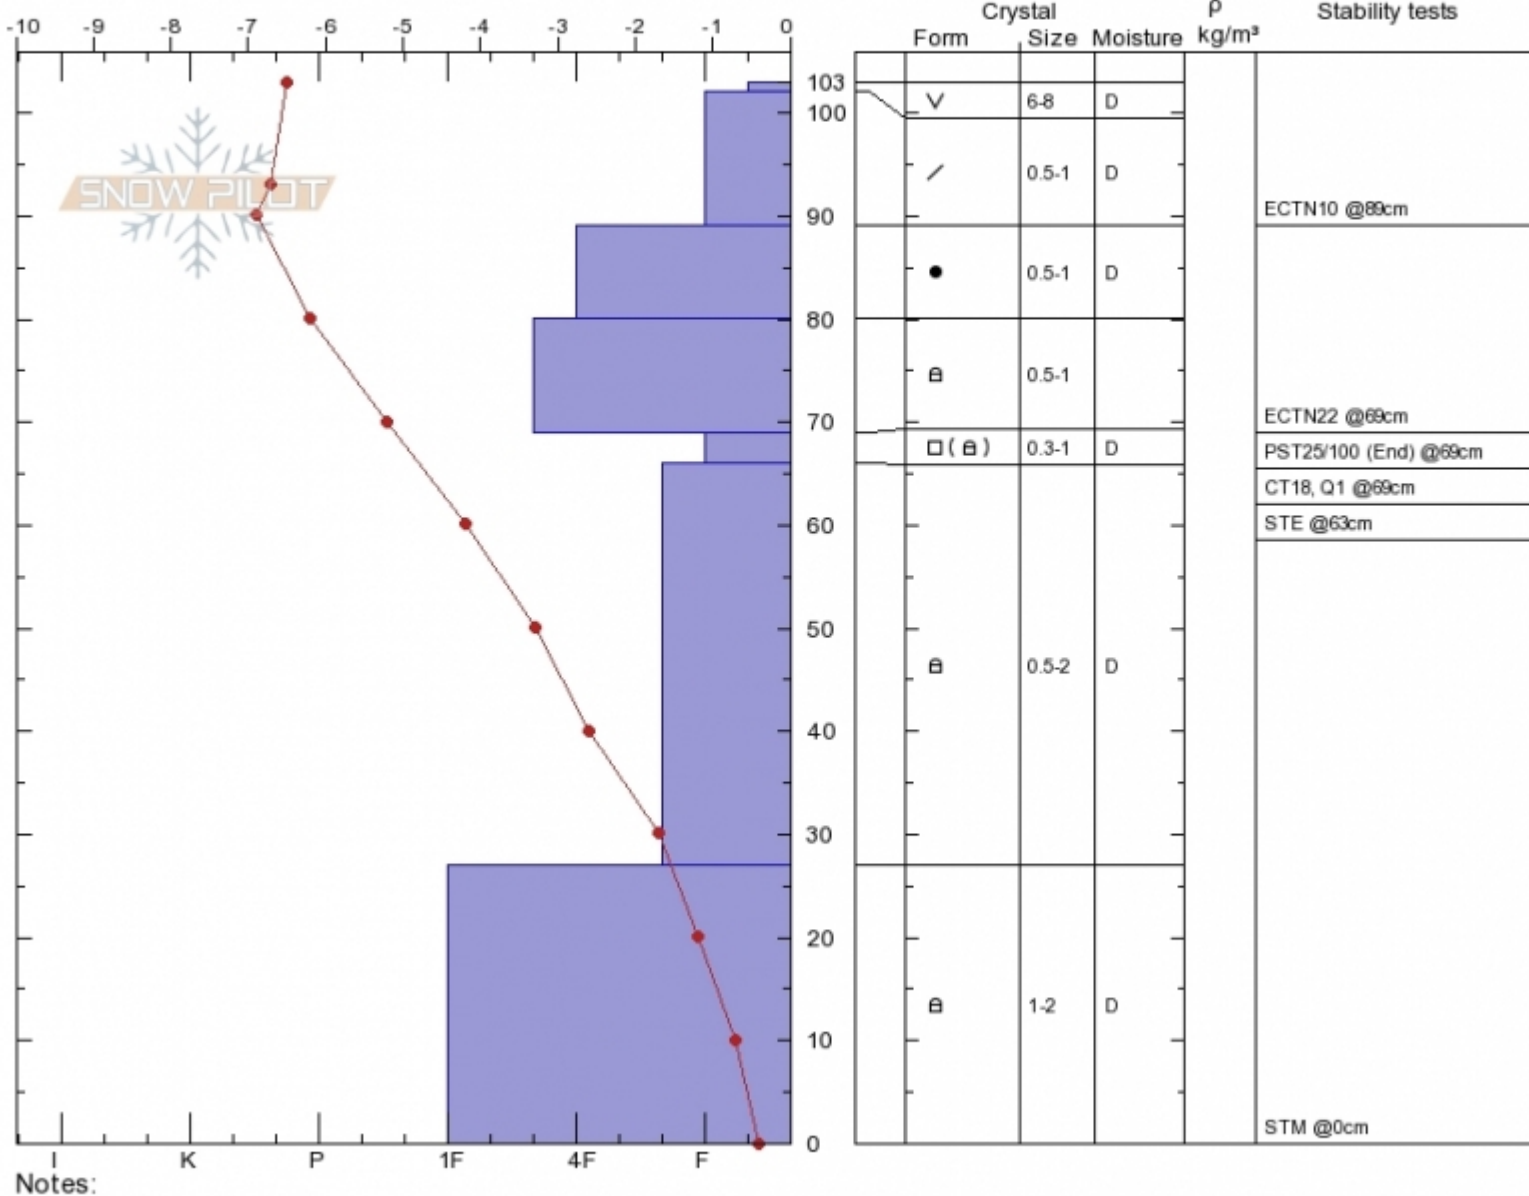 -10 -9 -8 -7 -6 -5 -4 -3 -2 -1 0
Crystal ρ Stability tests
Form Size Moisture kg/m³
103
6-8 D
100
SNOW PILOT
/ 0.5-1 D
90 ECTN10 @89cm
● 0.5-1 D
80
0.5-1
70 ECTN22 @69cm
□( ) 0.3-1 D PST25/100 (End) @69cm
CT18, Q1 @69cm
60 STE @63cm
50
0.5-2 D
40
30
20
1-2 D
10
STM @0cm
0
I K P 1F 4F F
Notes: